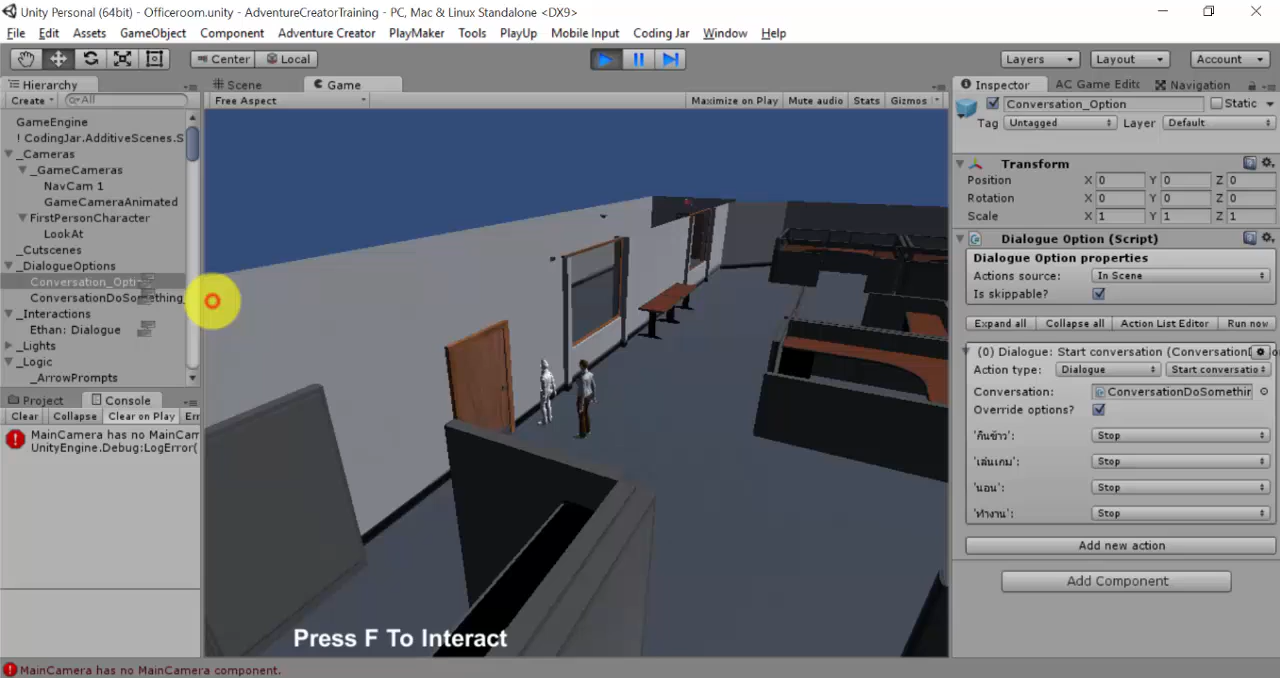 Unity Personal (64bit) - Officeroom.unity - AdventureCreatorTraining - PC, Mac & Linux Standalone <DX9>
File Edit Assets GameObject Component Adventure Creator PlayMaker Tools PlayUp Mobile Input Coding Jar Window Help
Center Local Layers Layout Account
Hierarchy Scene Game Inspector AC Game Edit Navigation
Create All Free Aspect Maximize on Play Mute audio Stats Gizmos
Conversation_Option Static
Tag Untagged Layer Default
GameEngine
! CodingJar.AdditiveScenes.S
_Cameras
_GameCameras
NavCam 1
GameCameraAnimated
FirstPersonCharacter
LookAt
_Cutscenes
_DialogueOptions
Conversation_Opti
ConversationDoSomething_
_Interactions
Ethan: Dialogue
_Lights
_Logic
_ArrowPrompts
Project Console
Clear Collapse Clear on Play Err
MainCamera has no MainCam
UnityEngine.Debug:LogError(
Press F To Interact
Transform
Position X 0 Y 0 Z 0
Rotation X 0 Y 0 Z 0
Scale X 1 Y 1 Z 1
Dialogue Option (Script)
Dialogue Option properties
Actions source: In Scene
Is skippable?
Expand all Collapse all Action List Editor Run now
(0) Dialogue: Start conversation (ConversationD
Action type: Dialogue Start conversatio
Conversation: ConversationDoSomethir
Override options?
'กินข้าว': Stop
'เล่นเกม': Stop
'นอน': Stop
'ทำงาน': Stop
Add new action
Add Component
MainCamera has no MainCamera component.